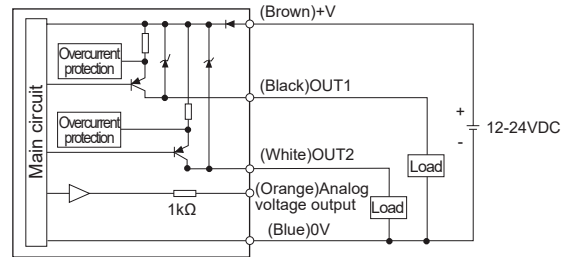 (Brown)+V
Overcurrent
protection
(Black)OUT1
Main circuit
+
12-24VDC
-
Overcurrent
protection
(White)OUT2
Load
(Orange)Analog
voltage output
Load
1kΩ
(Blue)0V